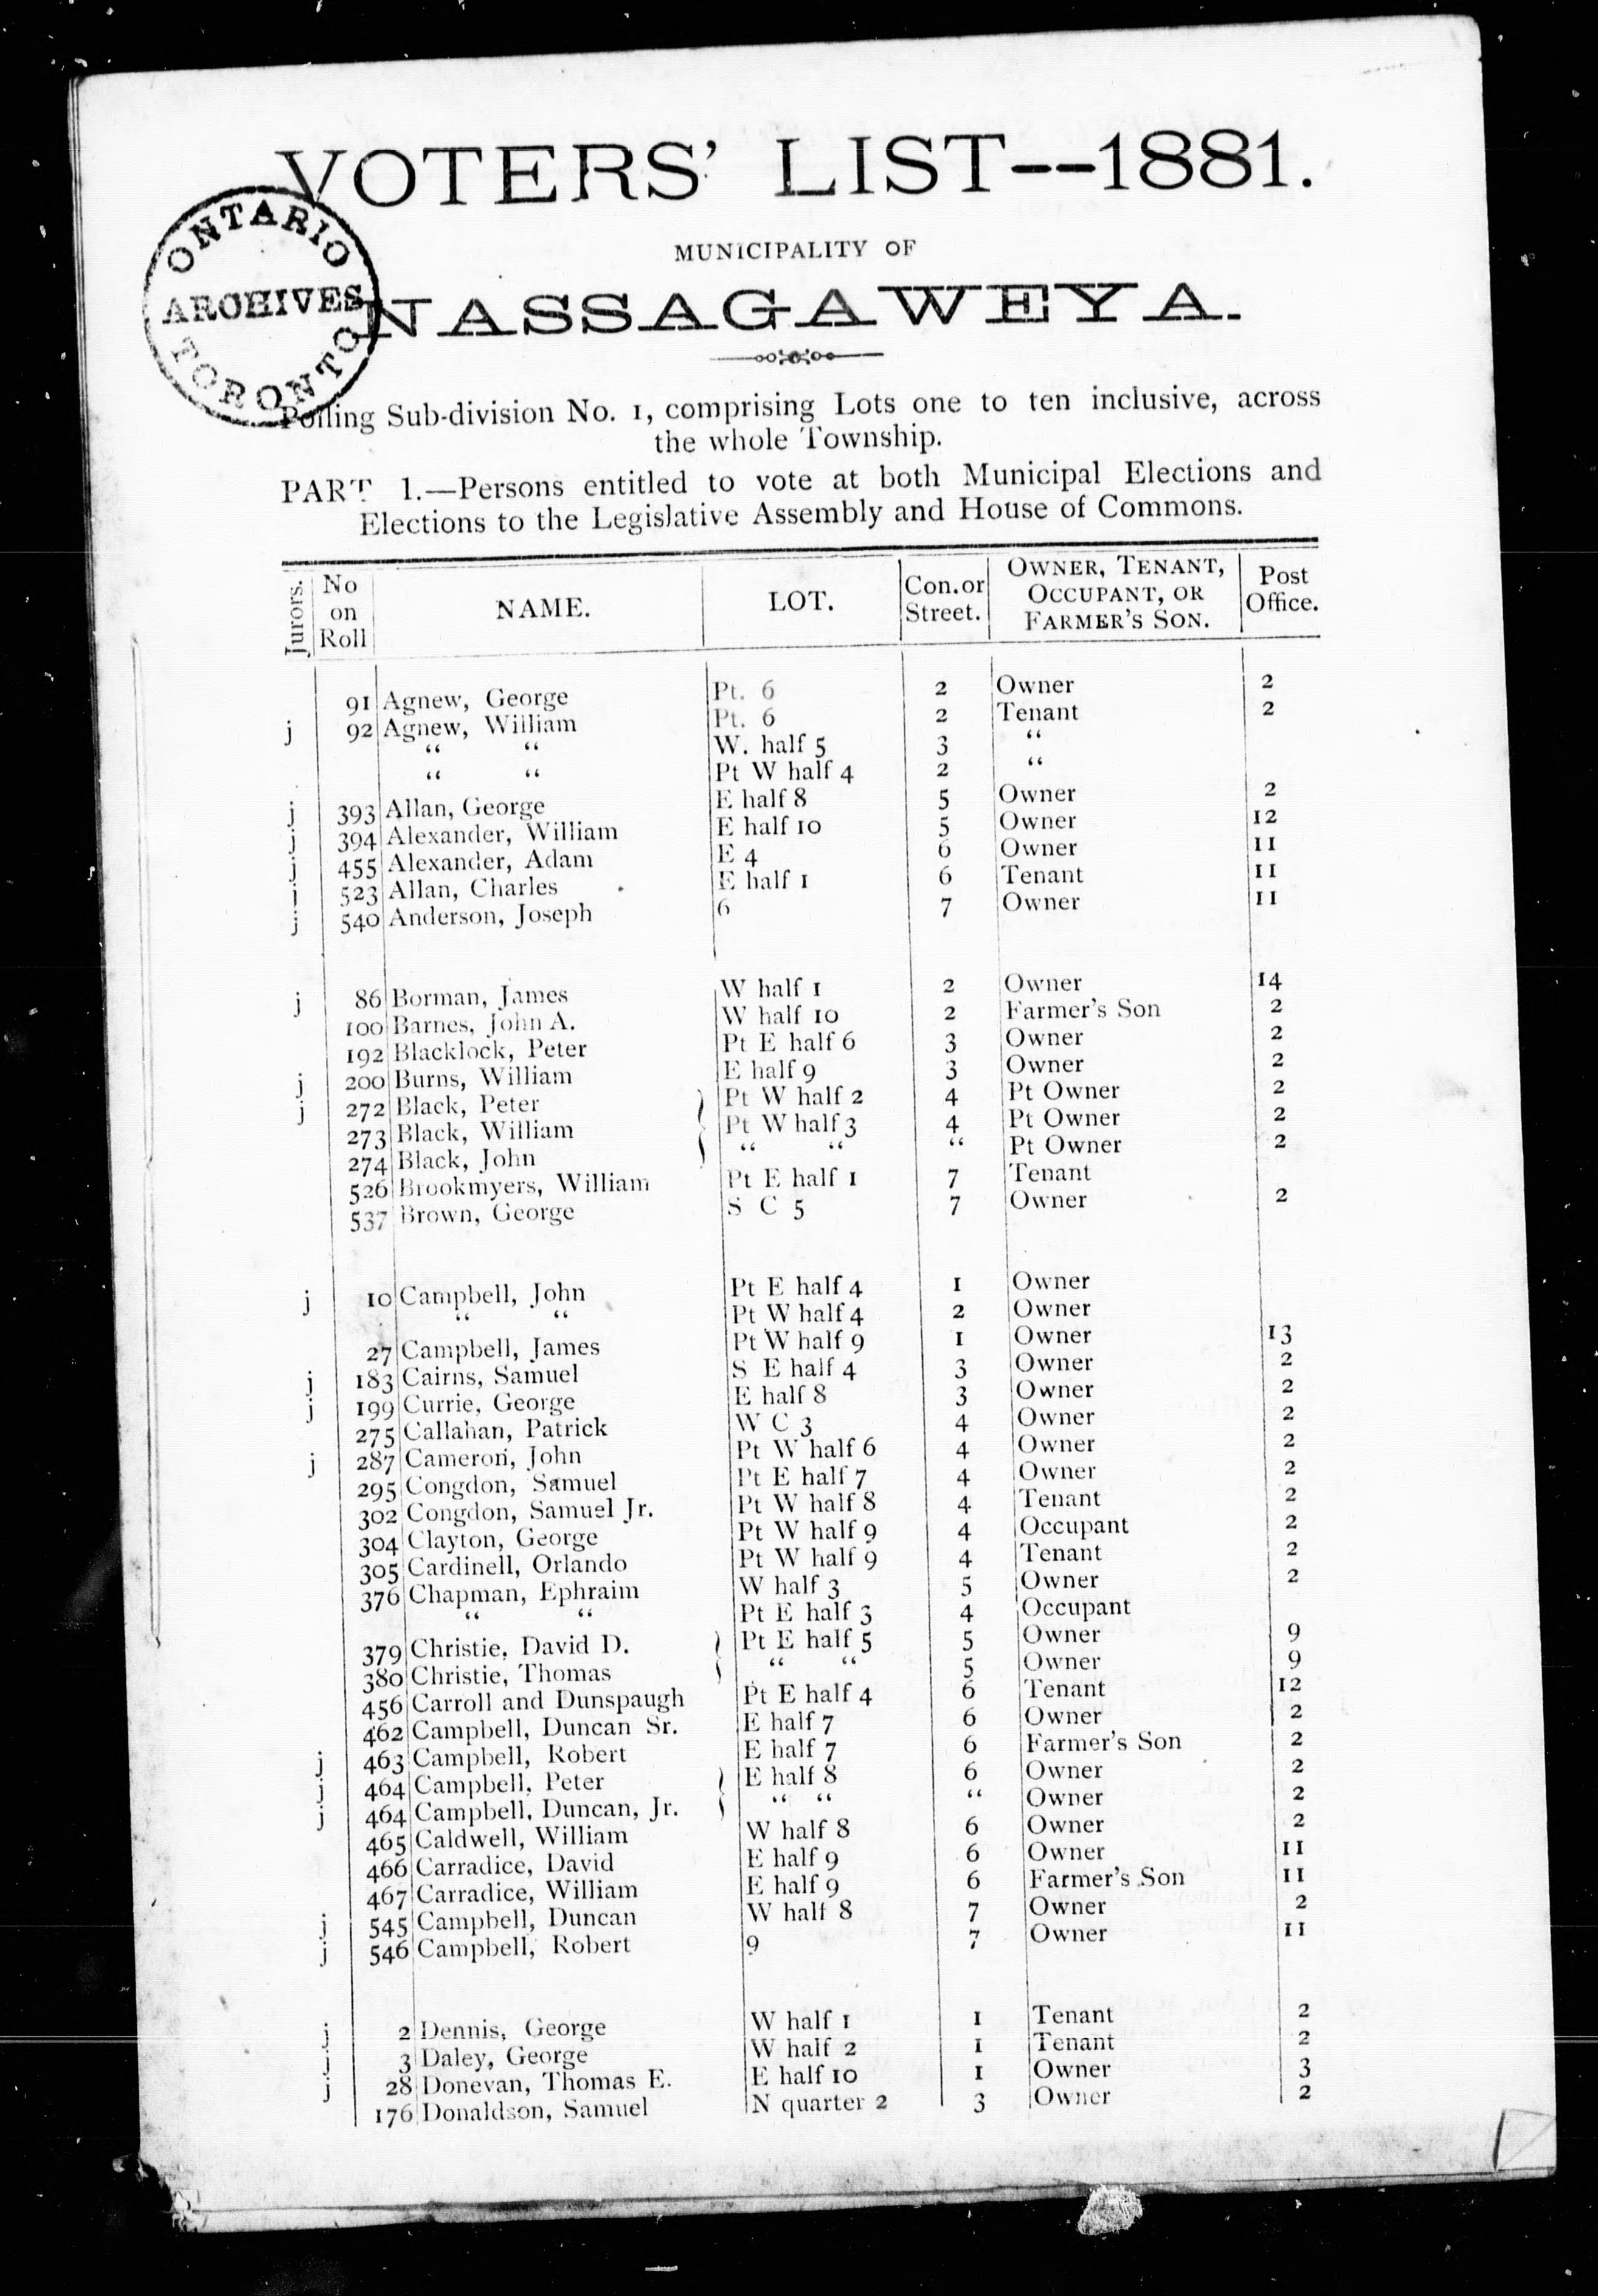 VOTERS' LIST--1881.
ONTARIO
ARCHIVES
TORONTO
MUNICIPALITY OF
NASSAGAWEYA.
Polling Sub-division No. 1, comprising Lots one to ten inclusive, across
the whole Township.
PART 1.—Persons entitled to vote at both Municipal Elections and
Elections to the Legislative Assembly and House of Commons.
Jurors. No on Roll NAME. LOT. Con. or Street. OWNER, TENANT, OCCUPANT, OR FARMER'S SON. Post Office.
91 Agnew, George Pt. 6 2 Owner 2
j 92 Agnew, William Pt. 6 2 Tenant 2
“ “ W. half 5 3 “
“ “ Pt W half 4 2 “
j 393 Allan, George E half 8 5 Owner 2
j 394 Alexander, William E half 10 5 Owner 12
j 455 Alexander, Adam E 4 6 Owner 11
j 523 Allan, Charles E half 1 6 Tenant 11
j 540 Anderson, Joseph 6 7 Owner 11
j 86 Borman, James W half 1 2 Owner 14
100 Barnes, John A. W half 10 2 Farmer's Son 2
192 Blacklock, Peter Pt E half 6 3 Owner 2
j 200 Burns, William E half 9 3 Owner 2
j 272 Black, Peter } Pt W half 2 4 Pt Owner 2
273 Black, William } Pt W half 3 4 Pt Owner 2
274 Black, John } “ “ “ Pt Owner 2
526 Brookmyers, William Pt E half 1 7 Tenant
537 Brown, George S C 5 7 Owner 2
j 10 Campbell, John Pt E half 4 1 Owner
“ “ Pt W half 4 2 Owner
27 Campbell, James Pt W half 9 1 Owner 13
j 183 Cairns, Samuel S E half 4 3 Owner 2
j 199 Currie, George E half 8 3 Owner 2
275 Callahan, Patrick W C 3 4 Owner 2
j 287 Cameron, John Pt W half 6 4 Owner 2
295 Congdon, Samuel Pt E half 7 4 Owner 2
302 Congdon, Samuel Jr. Pt W half 8 4 Tenant 2
304 Clayton, George Pt W half 9 4 Occupant 2
305 Cardinell, Orlando Pt W half 9 4 Tenant 2
376 Chapman, Ephraim W half 3 5 Owner 2
“ “ Pt E half 3 4 Occupant
379 Christie, David D. } Pt E half 5 5 Owner 9
380 Christie, Thomas } “ “ 5 Owner 9
456 Carroll and Dunspaugh Pt E half 4 6 Tenant 12
462 Campbell, Duncan Sr. E half 7 6 Owner 2
j 463 Campbell, Robert E half 7 6 Farmer's Son 2
j 464 Campbell, Peter } E half 8 6 Owner 2
j 464 Campbell, Duncan, Jr. } “ “ “ Owner 2
465 Caldwell, William W half 8 6 Owner 2
466 Carradice, David E half 9 6 Owner 11
467 Carradice, William E half 9 6 Farmer's Son 11
j 545 Campbell, Duncan W half 8 7 Owner 2
j 546 Campbell, Robert 9 7 Owner 11
j 2 Dennis, George W half 1 1 Tenant 2
j 3 Daley, George W half 2 1 Tenant 2
j 28 Donevan, Thomas E. E half 10 1 Owner 3
176 Donaldson, Samuel N quarter 2 3 Owner 2